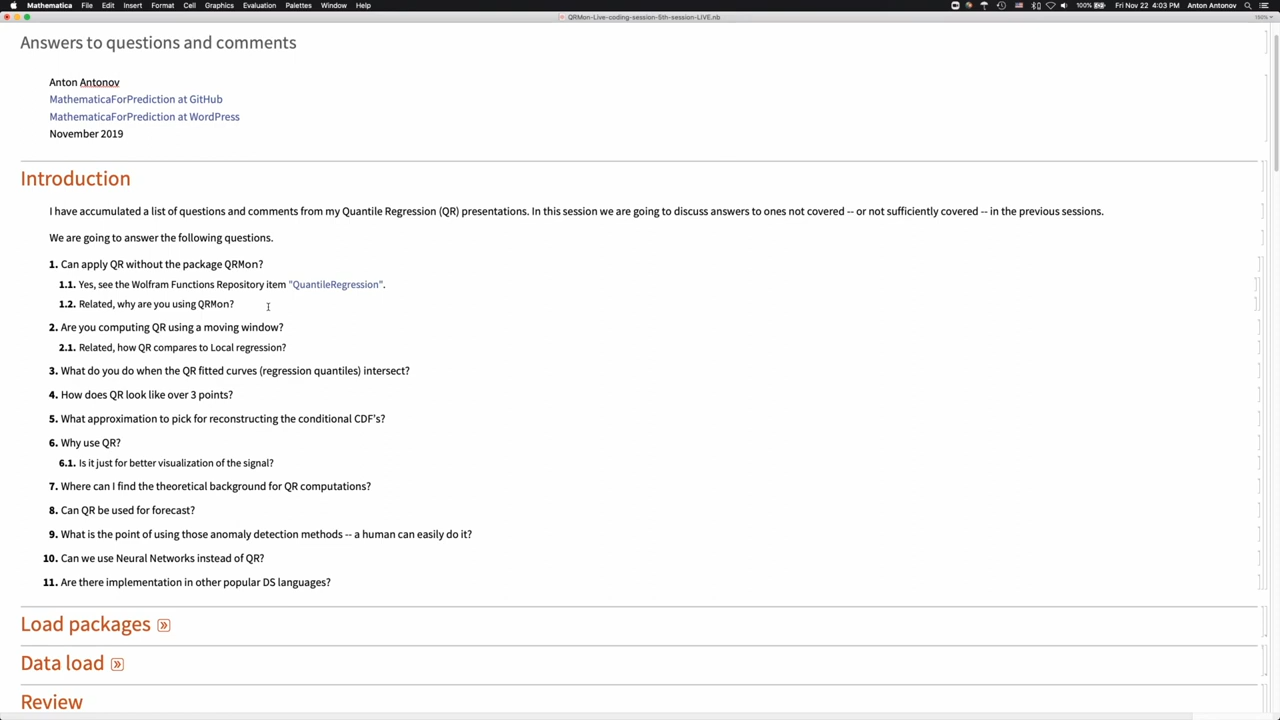 Mathematica File Edit Insert Format Cell Graphics Evaluation Palettes Window Help 100% Fri Nov 22 4:03 PM Anton Antonov
QRMon-Live-coding-session-5th-session-LIVE.nb
Answers to questions and comments
Anton Antonov
MathematicaForPrediction at GitHub
MathematicaForPrediction at WordPress
November 2019
Introduction
I have accumulated a list of questions and comments from my Quantile Regression (QR) presentations. In this session we are going to discuss answers to ones not covered -- or not sufficiently covered -- in the previous sessions.
We are going to answer the following questions.
1. Can apply QR without the package QRMon?
1.1. Yes, see the Wolfram Functions Repository item "QuantileRegression".
1.2. Related, why are you using QRMon?
2. Are you computing QR using a moving window?
2.1. Related, how QR compares to Local regression?
3. What do you do when the QR fitted curves (regression quantiles) intersect?
4. How does QR look like over 3 points?
5. What approximation to pick for reconstructing the conditional CDF's?
6. Why use QR?
6.1. Is it just for better visualization of the signal?
7. Where can I find the theoretical background for QR computations?
8. Can QR be used for forecast?
9. What is the point of using those anomaly detection methods -- a human can easily do it?
10. Can we use Neural Networks instead of QR?
11. Are there implementation in other popular DS languages?
Load packages
Data load
Review